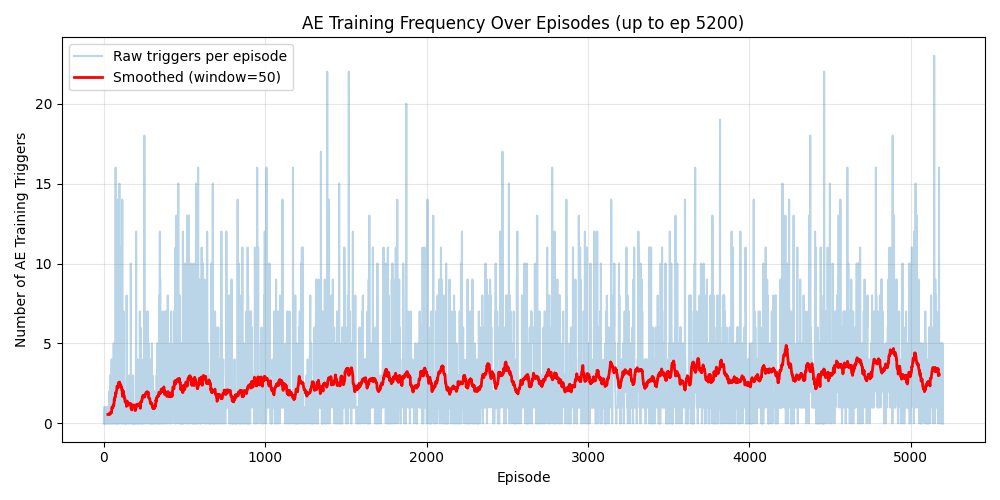 AE Training Frequency Over Episodes (up to ep 5200)
Raw triggers per episode
Smoothed (window=50)
Number of AE Training Triggers
20
15
10
5
0
0 1000 2000 3000 4000 5000
Episode